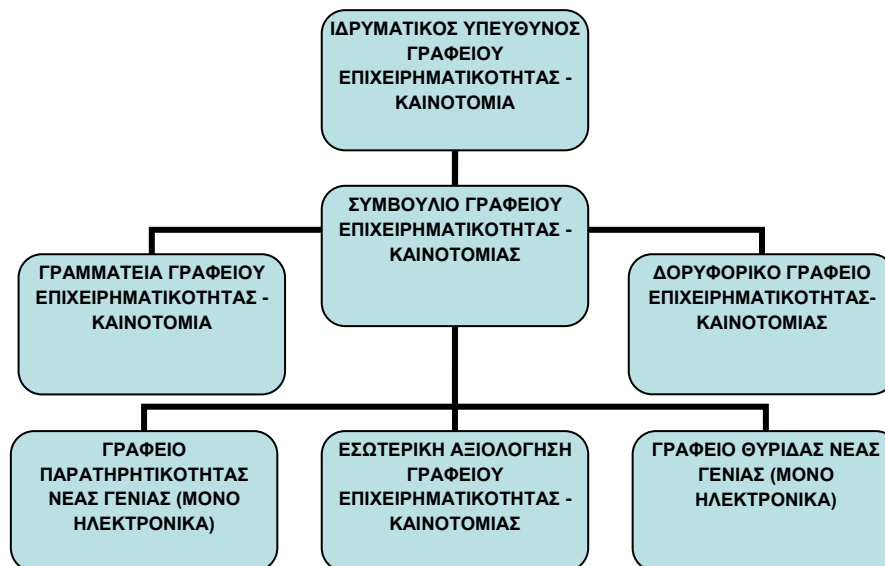 ΙΔΡΥΜΑΤΙΚΟΣ ΥΠΕΥΘΥΝΟΣ
ΓΡΑΦΕΙΟΥ
ΕΠΙΧΕΙΡΗΜΑΤΙΚΟΤΗΤΑΣ -
ΚΑΙΝΟΤΟΜΙΑ
ΣΥΜΒΟΥΛΙΟ ΓΡΑΦΕΙΟΥ
ΕΠΙΧΕΙΡΗΜΑΤΙΚΟΤΗΤΑΣ -
ΚΑΙΝΟΤΟΜΙΑΣ
ΓΡΑΜΜΑΤΕΙΑ ΓΡΑΦΕΙΟΥ
ΕΠΙΧΕΙΡΗΜΑΤΙΚΟΤΗΤΑΣ -
ΚΑΙΝΟΤΟΜΙΑ
ΔΟΡΥΦΟΡΙΚΟ ΓΡΑΦΕΙΟ
ΕΠΙΧΕΙΡΗΜΑΤΙΚΟΤΗΤΑΣ-
ΚΑΙΝΟΤΟΜΙΑΣ
ΓΡΑΦΕΙΟ
ΠΑΡΑΤΗΡΗΤΙΚΟΤΗΤΑΣ
ΝΕΑΣ ΓΕΝΙΑΣ (ΜΟΝΟ
ΗΛΕΚΤΡΟΝΙΚΑ)
ΕΣΩΤΕΡΙΚΗ ΑΞΙΟΛΟΓΗΣΗ
ΓΡΑΦΕΙΟΥ
ΕΠΙΧΕΙΡΗΜΑΤΙΚΟΤΗΤΑΣ -
ΚΑΙΝΟΤΟΜΙΑΣ
ΓΡΑΦΕΙΟ ΘΥΡΙΔΑΣ ΝΕΑΣ
ΓΕΝΙΑΣ (ΜΟΝΟ
ΗΛΕΚΤΡΟΝΙΚΑ)